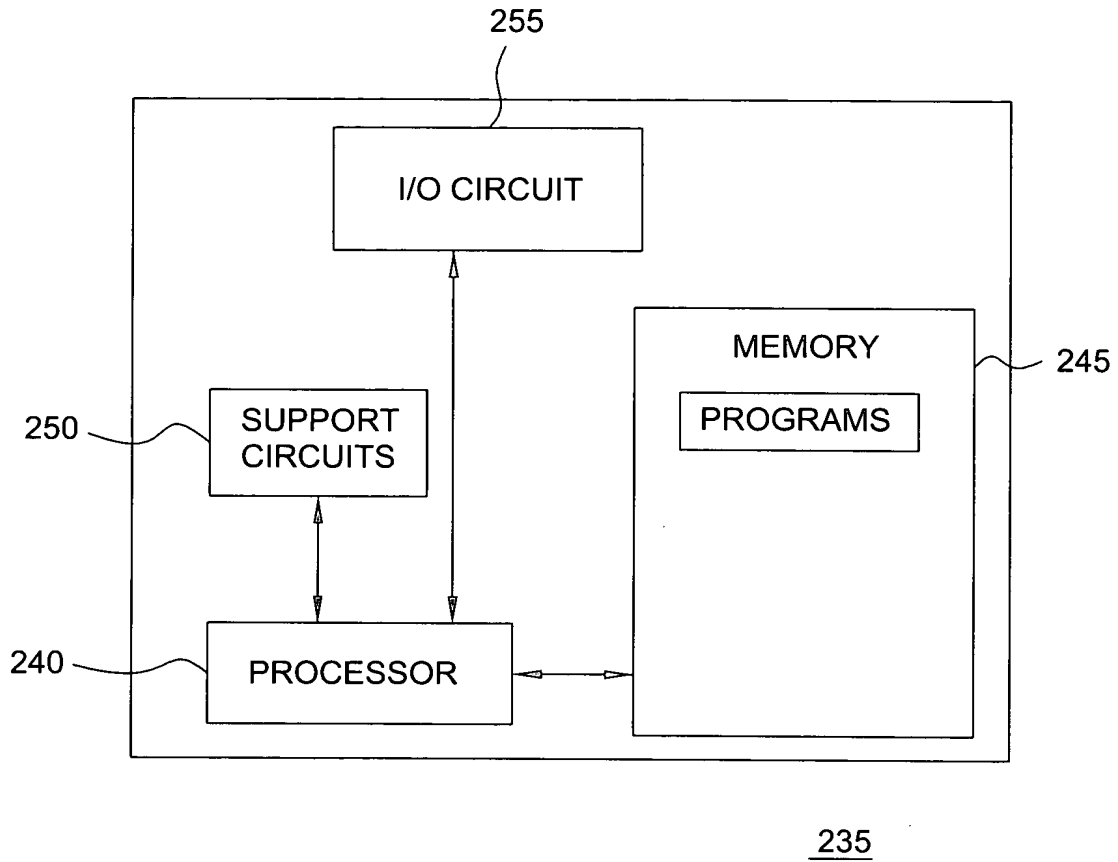 255
I/O CIRCUIT
MEMORY
245
PROGRAMS
250
SUPPORT
CIRCUITS
240
PROCESSOR
235